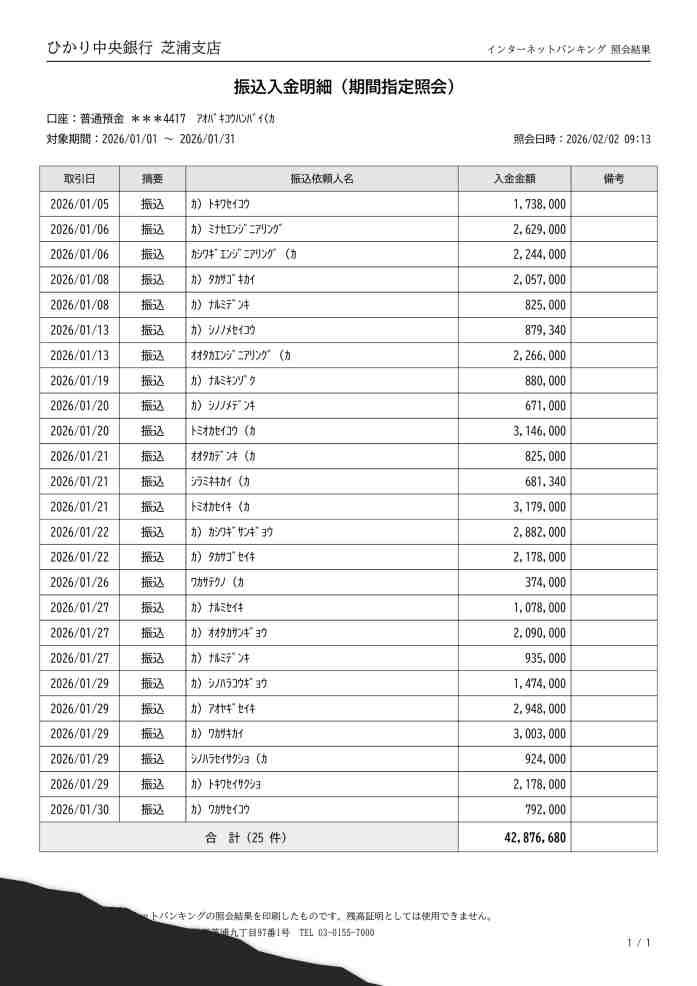 ひかり中央銀行 芝浦支店
インターネットバンキング 照会結果
振込入金明細（期間指定照会）
口座：普通預金 ＊＊＊4417 ｱｵﾊﾞｷｺｳﾊﾝﾊﾞｲ(ｶ
対象期間：2026/01/01 ～ 2026/01/31
照会日時：2026/02/02 09:13
取引日 摘要 振込依頼人名 入金金額 備考
2026/01/05 振込 ｶ) ﾄｷﾜｾｲｺｳ 1,738,000
2026/01/06 振込 ｶ) ﾐﾅｾｴﾝｼﾞﾆｱﾘﾝｸﾞ 2,629,000
2026/01/06 振込 ｶｼﾜｷﾞｴﾝｼﾞﾆｱﾘﾝｸﾞ (ｶ 2,244,000
2026/01/08 振込 ｶ) ﾀｶｻｺﾞｷｶｲ 2,057,000
2026/01/08 振込 ｶ) ﾅﾙﾐﾃﾞﾝｷ 825,000
2026/01/13 振込 ｶ) ｼﾉﾉﾒｾｲｺｳ 879,340
2026/01/13 振込 ｵｵﾀｶｴﾝｼﾞﾆｱﾘﾝｸﾞ (ｶ 2,266,000
2026/01/19 振込 ｶ) ﾅﾙﾐｷﾝｿﾞｸ 880,000
2026/01/20 振込 ｶ) ｼﾉﾉﾒﾃﾞﾝｷ 671,000
2026/01/20 振込 ﾄﾐｵｶｾｲｺｳ (ｶ 3,146,000
2026/01/21 振込 ｵｵﾀｶﾃﾞﾝｷ (ｶ 825,000
2026/01/21 振込 ｼﾗﾐﾈｷｶｲ (ｶ 681,340
2026/01/21 振込 ﾄﾐｵｶｾｲｷ (ｶ 3,179,000
2026/01/22 振込 ｶ) ｶｼﾜｷﾞｻﾝｷﾞｮｳ 2,882,000
2026/01/22 振込 ｶ) ﾀｶｻｺﾞｾｲｷ 2,178,000
2026/01/26 振込 ﾜｶｻﾃｸﾉ (ｶ 374,000
2026/01/27 振込 ｶ) ﾅﾙﾐｾｲｷ 1,078,000
2026/01/27 振込 ｶ) ｵｵﾀｶｻﾝｷﾞｮｳ 2,090,000
2026/01/27 振込 ｶ) ﾅﾙﾐﾃﾞﾝｷ 935,000
2026/01/29 振込 ｶ) ｼﾉﾊﾗｺｳｷﾞｮｳ 1,474,000
2026/01/29 振込 ｶ) ｱｵﾔｷﾞｾｲｷ 2,948,000
2026/01/29 振込 ｶ) ﾜｶｻｷｶｲ 3,003,000
2026/01/29 振込 ｼﾉﾊﾗｾｲｻｸｼｮ (ｶ 924,000
2026/01/29 振込 ｶ) ﾄｷﾜｾｲｻｸｼｮ 2,178,000
2026/01/30 振込 ｶ) ﾜｶｻｾｲｺｳ 792,000
合 計（25 件） 42,876,680
ットバンキングの照会結果を印刷したものです。残高証明としては使用できません。
芝浦九丁目97番1号 TEL 03-0155-7000
1 / 1